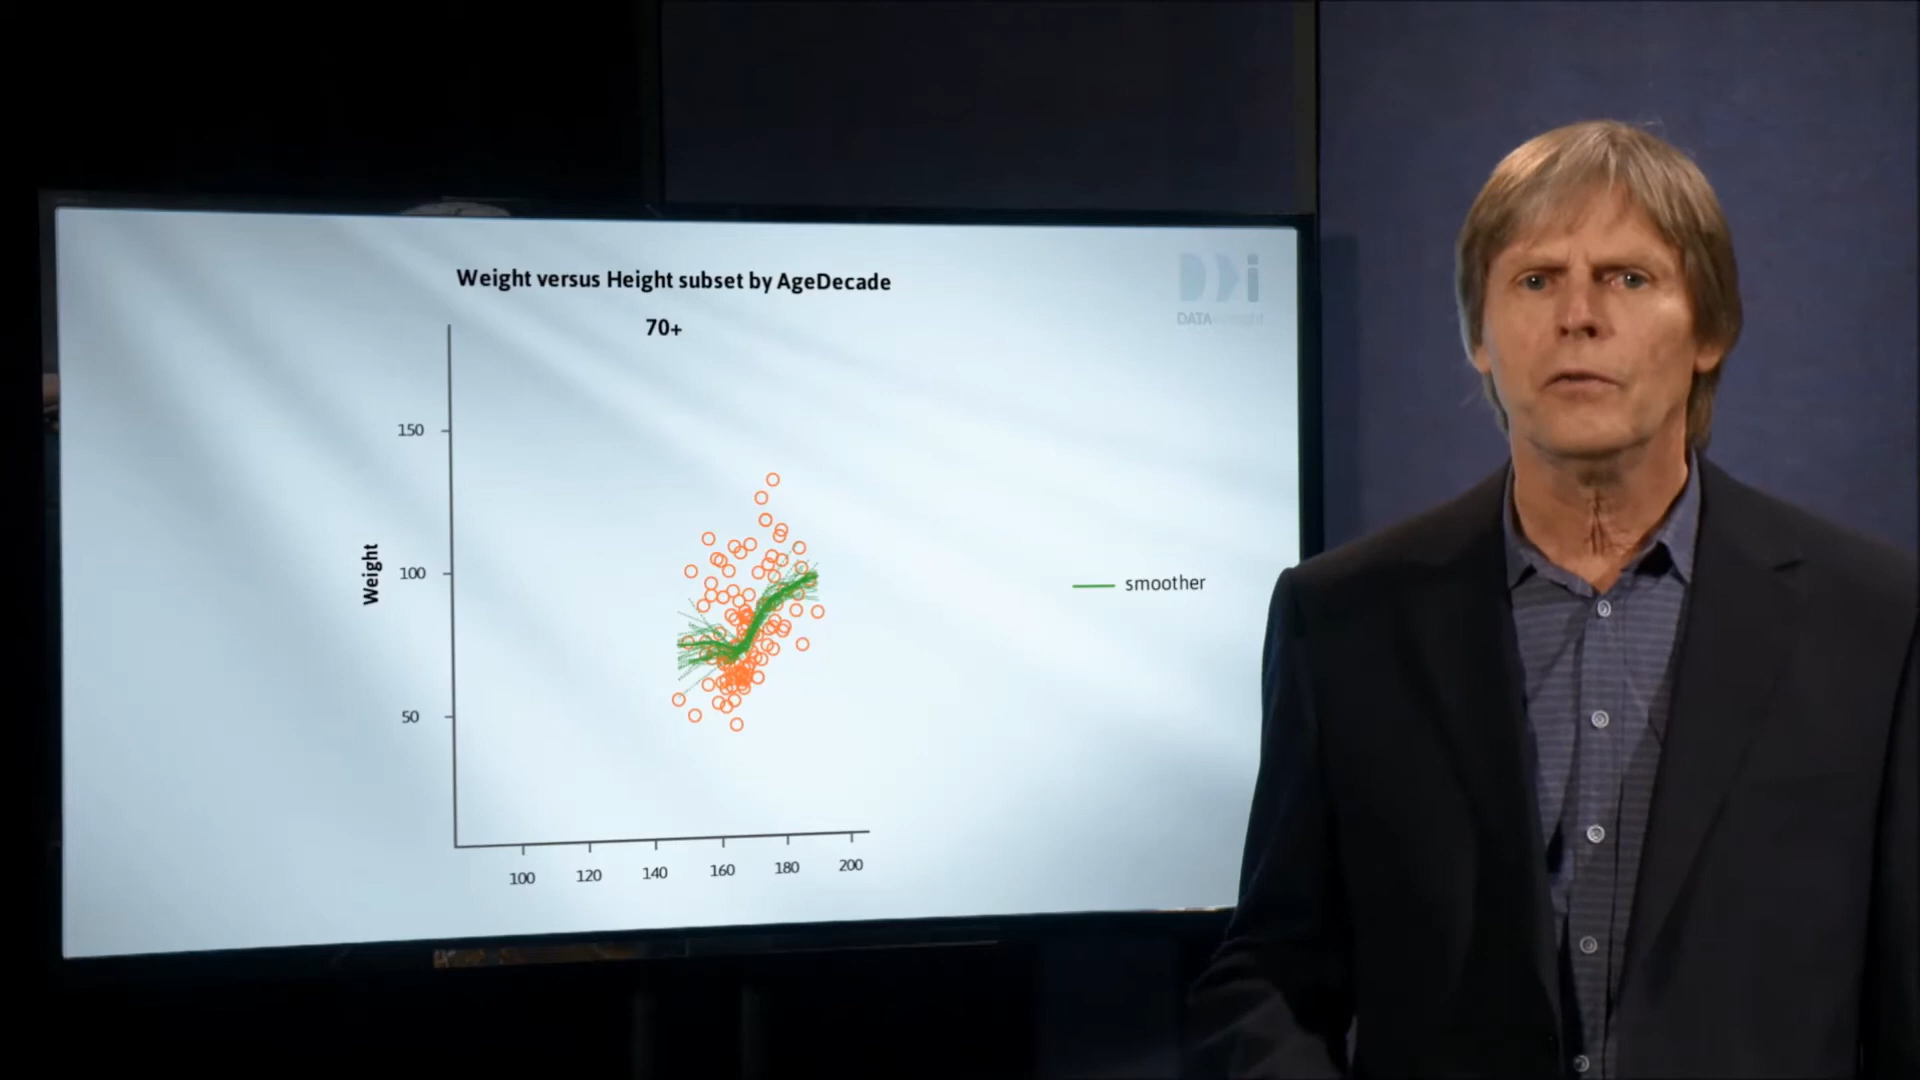 Weight versus Height subset by AgeDecade
70+
150
100
50
Weight
smoother
100 120 140 160 180 200
DATA